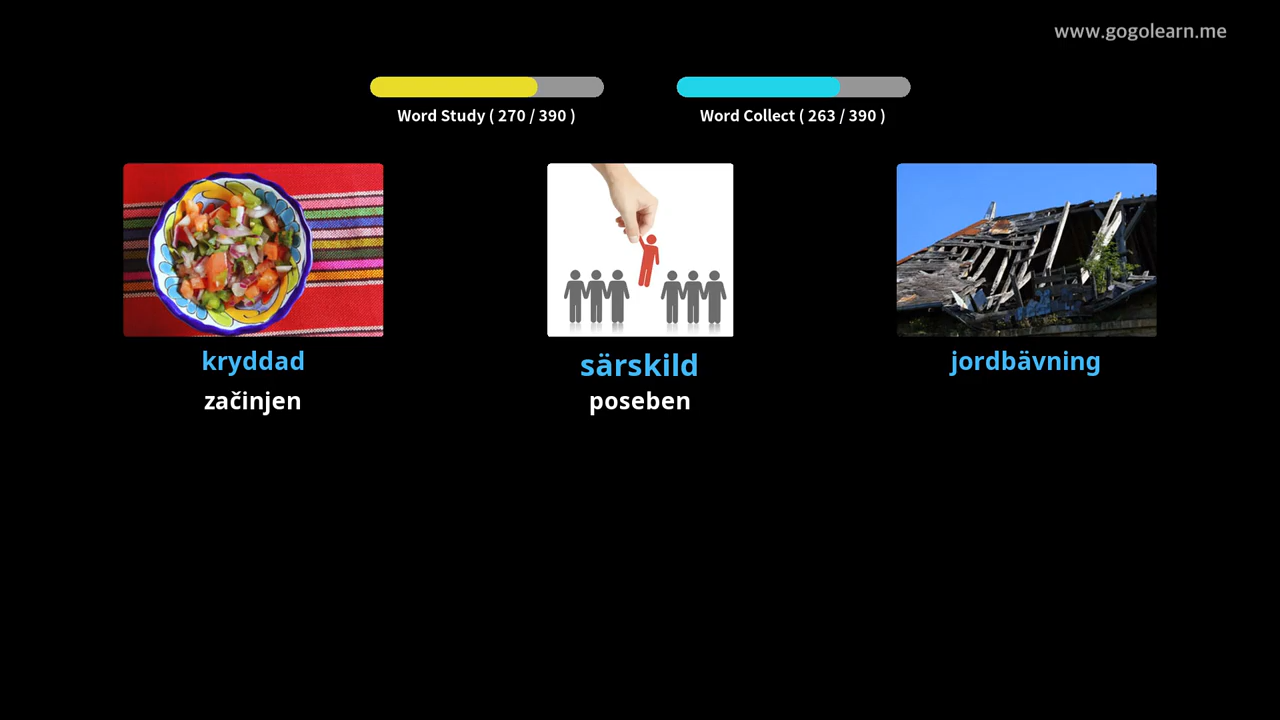 www.gogolearn.me
Word Study ( 270 / 390 )
Word Collect ( 263 / 390 )
kryddad
särskild
jordbävning
začinjen
poseben